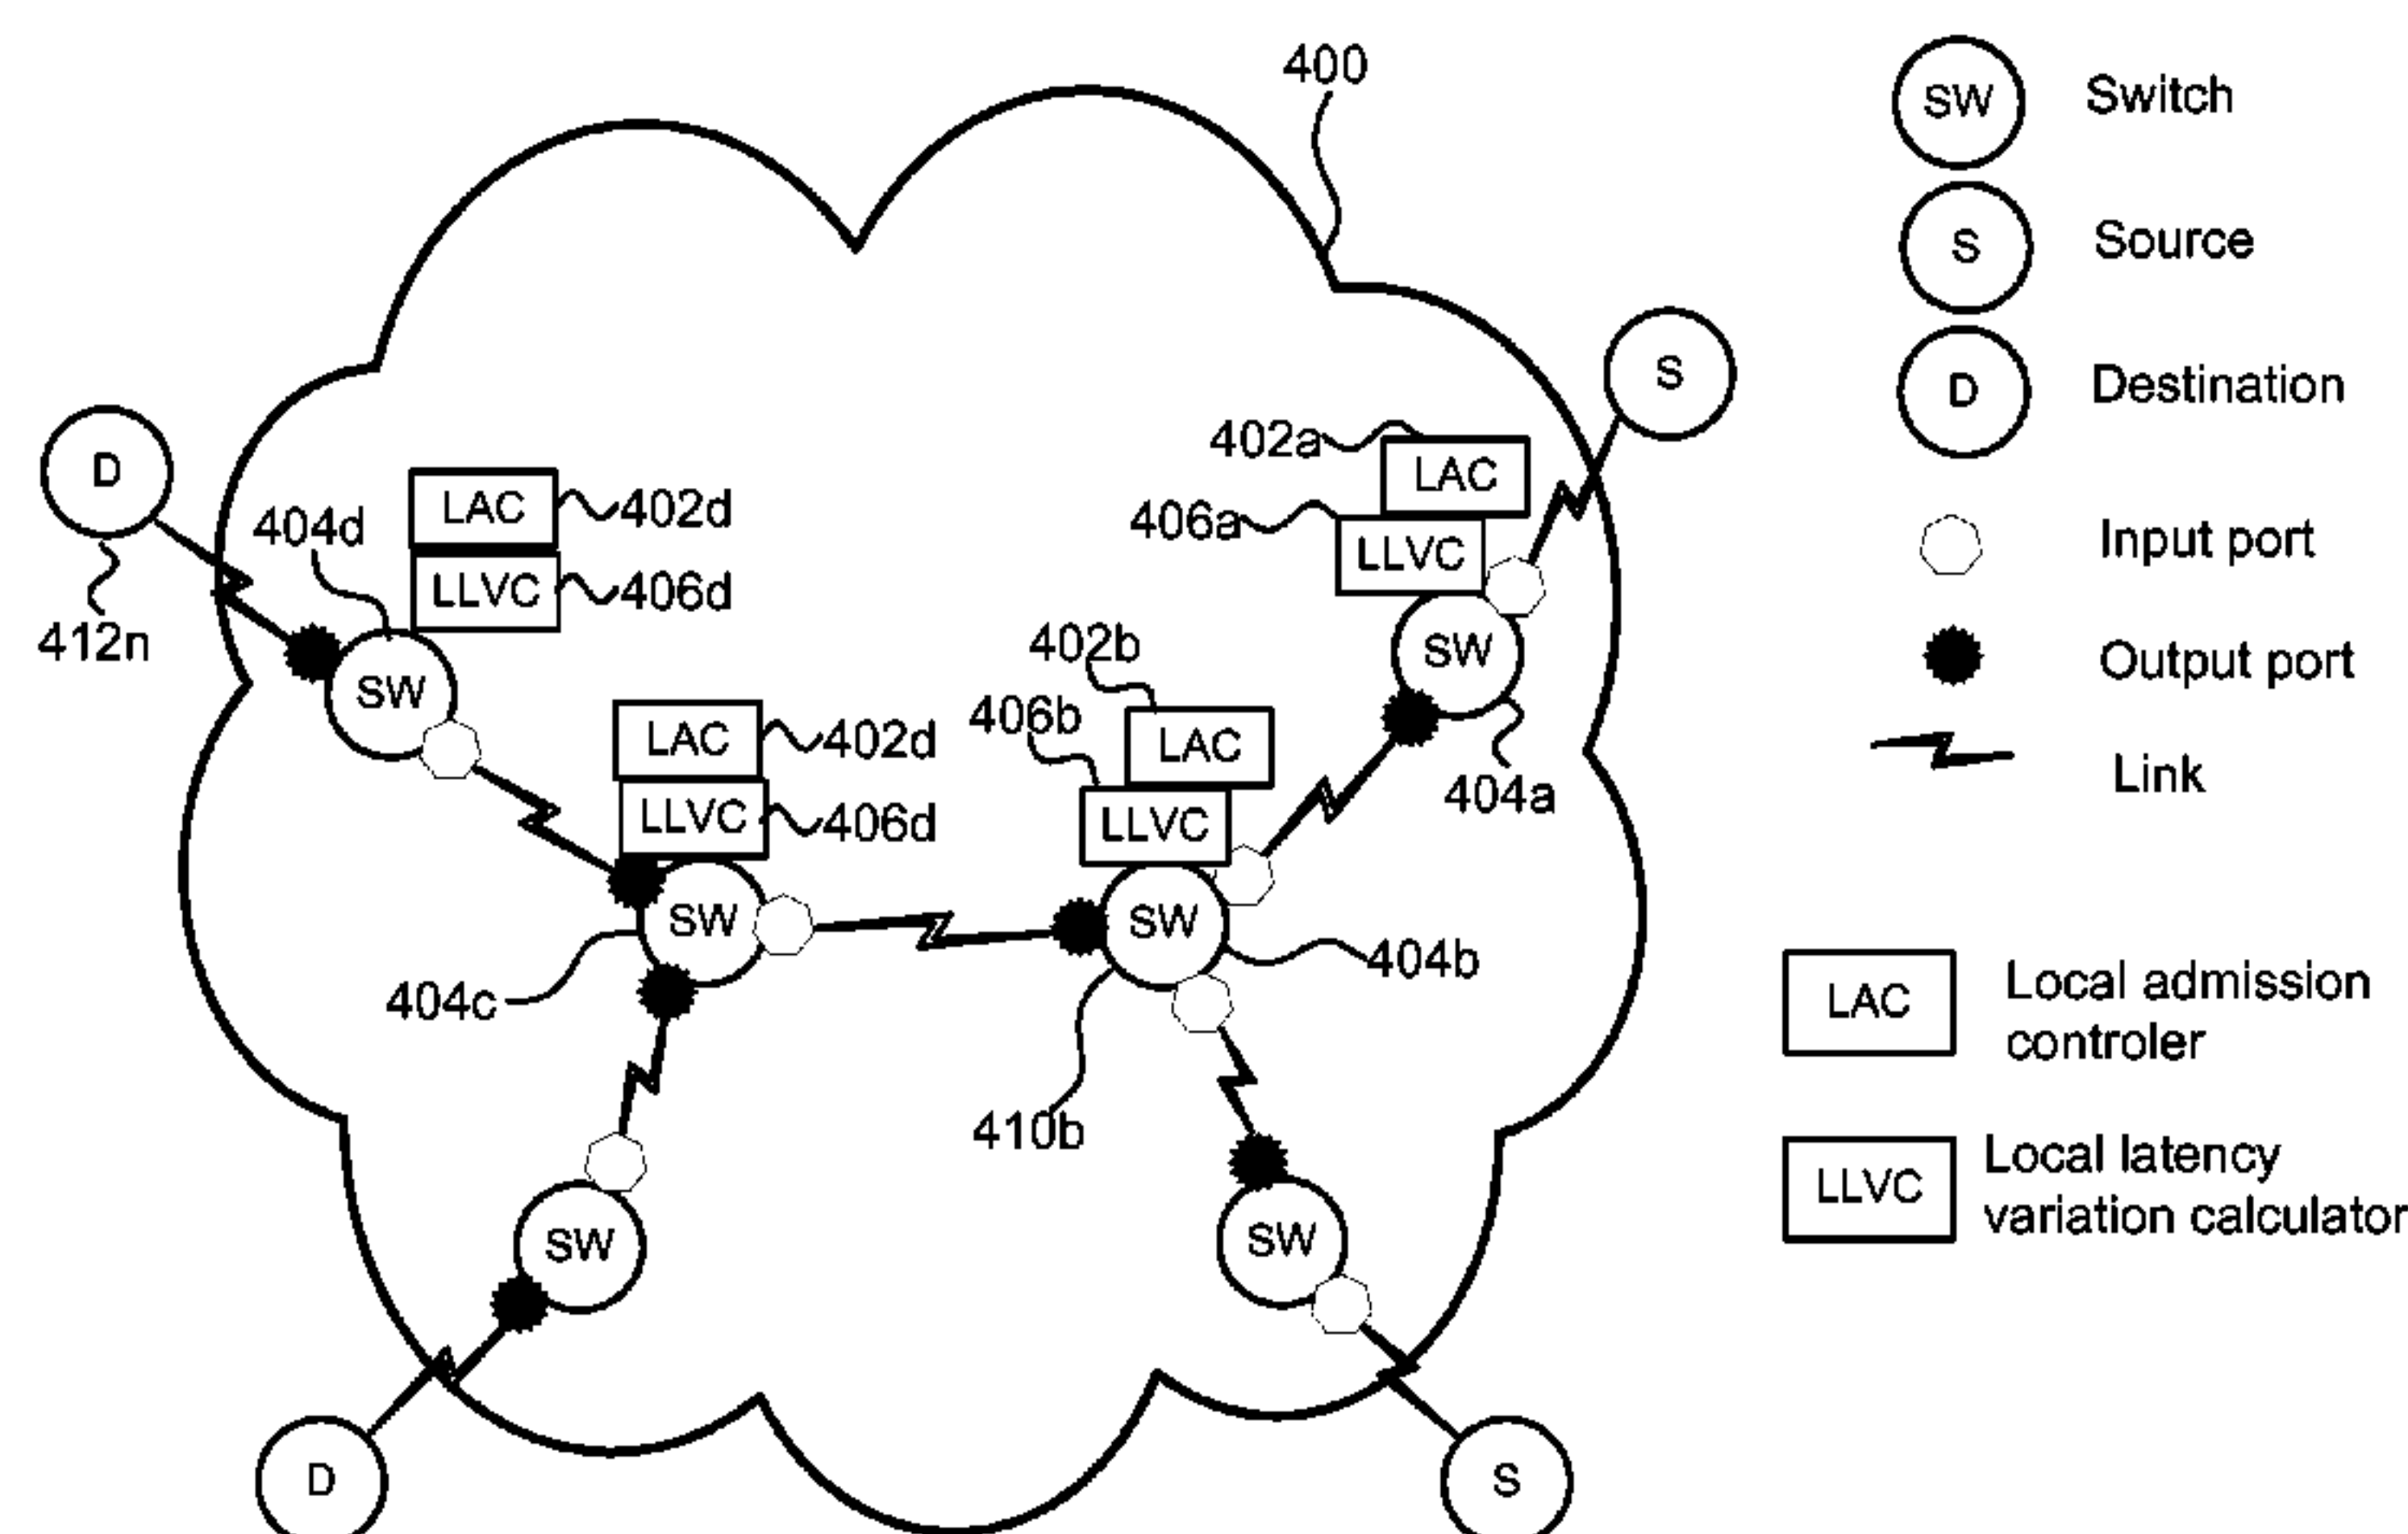 400
SW Switch
S Source
D Destination
Input port
Output port
Link
LAC Local admission
controler
LLVC Local latency
variation calculator
S
402a
LAC
406a
LLVC
SW
404a
D
412n
404d
LAC
402d
LLVC
406d
SW
402b
LAC
406b
LLVC
SW
404b
410b
LAC
402d
LLVC
406d
SW
404c
SW
SW
D
S